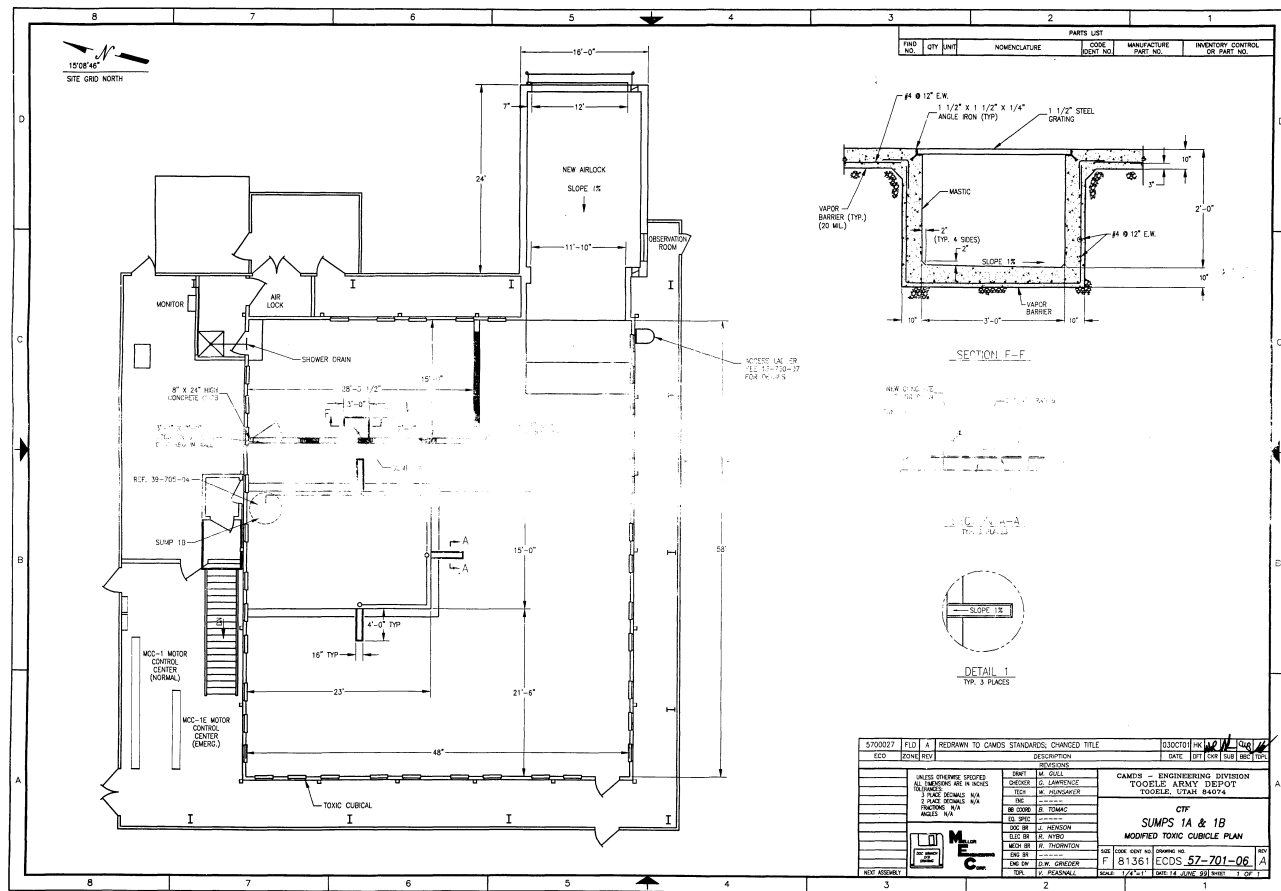 8 7 6 5 4 3 2 1
N
15°08'46"
SITE GRID NORTH
16'-0"
7"
12'
24'
NEW AIRLOCK
SLOPE 1%
11'-10"
OBSERVATION
ROOM
MONITOR
AIR
LOCK
SHOWER DRAIN
8" X 24" HIGH
3'-0"
F
REF. 39-705-04
SUMP 1B
A
A
15'-0"
58'
4'-0" TYP
16" TYP
MCC-1 MOTOR
CONTROL
CENTER
(NORMAL)
MCC-1E MOTOR
CONTROL
CENTER
(EMERG.)
23'
21'-6"
48"
TOXIC CUBICAL
FOR
PARTS LIST
FIND NO. QTY UNIT NOMENCLATURE CODE IDENT NO. MANUFACTURE PART NO. INVENTORY CONTROL OR PART NO.
#4 @ 12" E.W.
1 1/2" X 1 1/2" X 1/4"
ANGLE IRON (TYP)
1 1/2" STEEL
GRATING
10"
3"
MASTIC
VAPOR
BARRIER (TYP.)
(20 MIL.)
2'-0"
2"
(TYP. 4 SIDES)
2"
#4 @ 12" E.W.
SLOPE 1%
10"
VAPOR
BARRIER
10" 3'-0" 10"
SECTION F-F
A-A
SLOPE 1%
DETAIL 1
TYP. 3 PLACES
5700027 FLD A REDRAWN TO CAMDS STANDARDS; CHANGED TITLE 03OCT01 HK
ECO ZONE REV DESCRIPTION DATE DFT CKR SUB BBC TDPL
REVISIONS
UNLESS OTHERWISE SPECIFIED
ALL DIMENSIONS ARE IN INCHES
TOLERANCES:
3 PLACE DECIMALS N/A
2 PLACE DECIMALS N/A
FRACTIONS N/A
ANGLES N/A
DRAFT M. GULL
CHECKER C. LAWRENCE
TECH W. HUNSAKER
ENG -----
BB COORD B. TOMAC
EQ. SPEC -----
DOC BR J. HENSON
ELEC BR R. NYBO
MECH BR R. THORNTON
ENG BR -----
ENG DIV D.W. GRIEDER
TDPL V. PEASNALL
CAMDS - ENGINEERING DIVISION
TOOELE ARMY DEPOT
TOOELE, UTAH 84074
CTF
SUMPS 1A & 1B
MODIFIED TOXIC CUBICLE PLAN
MELLOR
ENGINEERING
CORP.
NEXT ASSEMBLY
SIZE F CODE IDENT NO. 81361 DRAWING NO. ECDS 57-701-06 REV A
SCALE: 1/4"=1' DATE: 14 JUNE 99 SHEET 1 OF 1
D
C
B
A
8 7 6 5 4 3 2 1